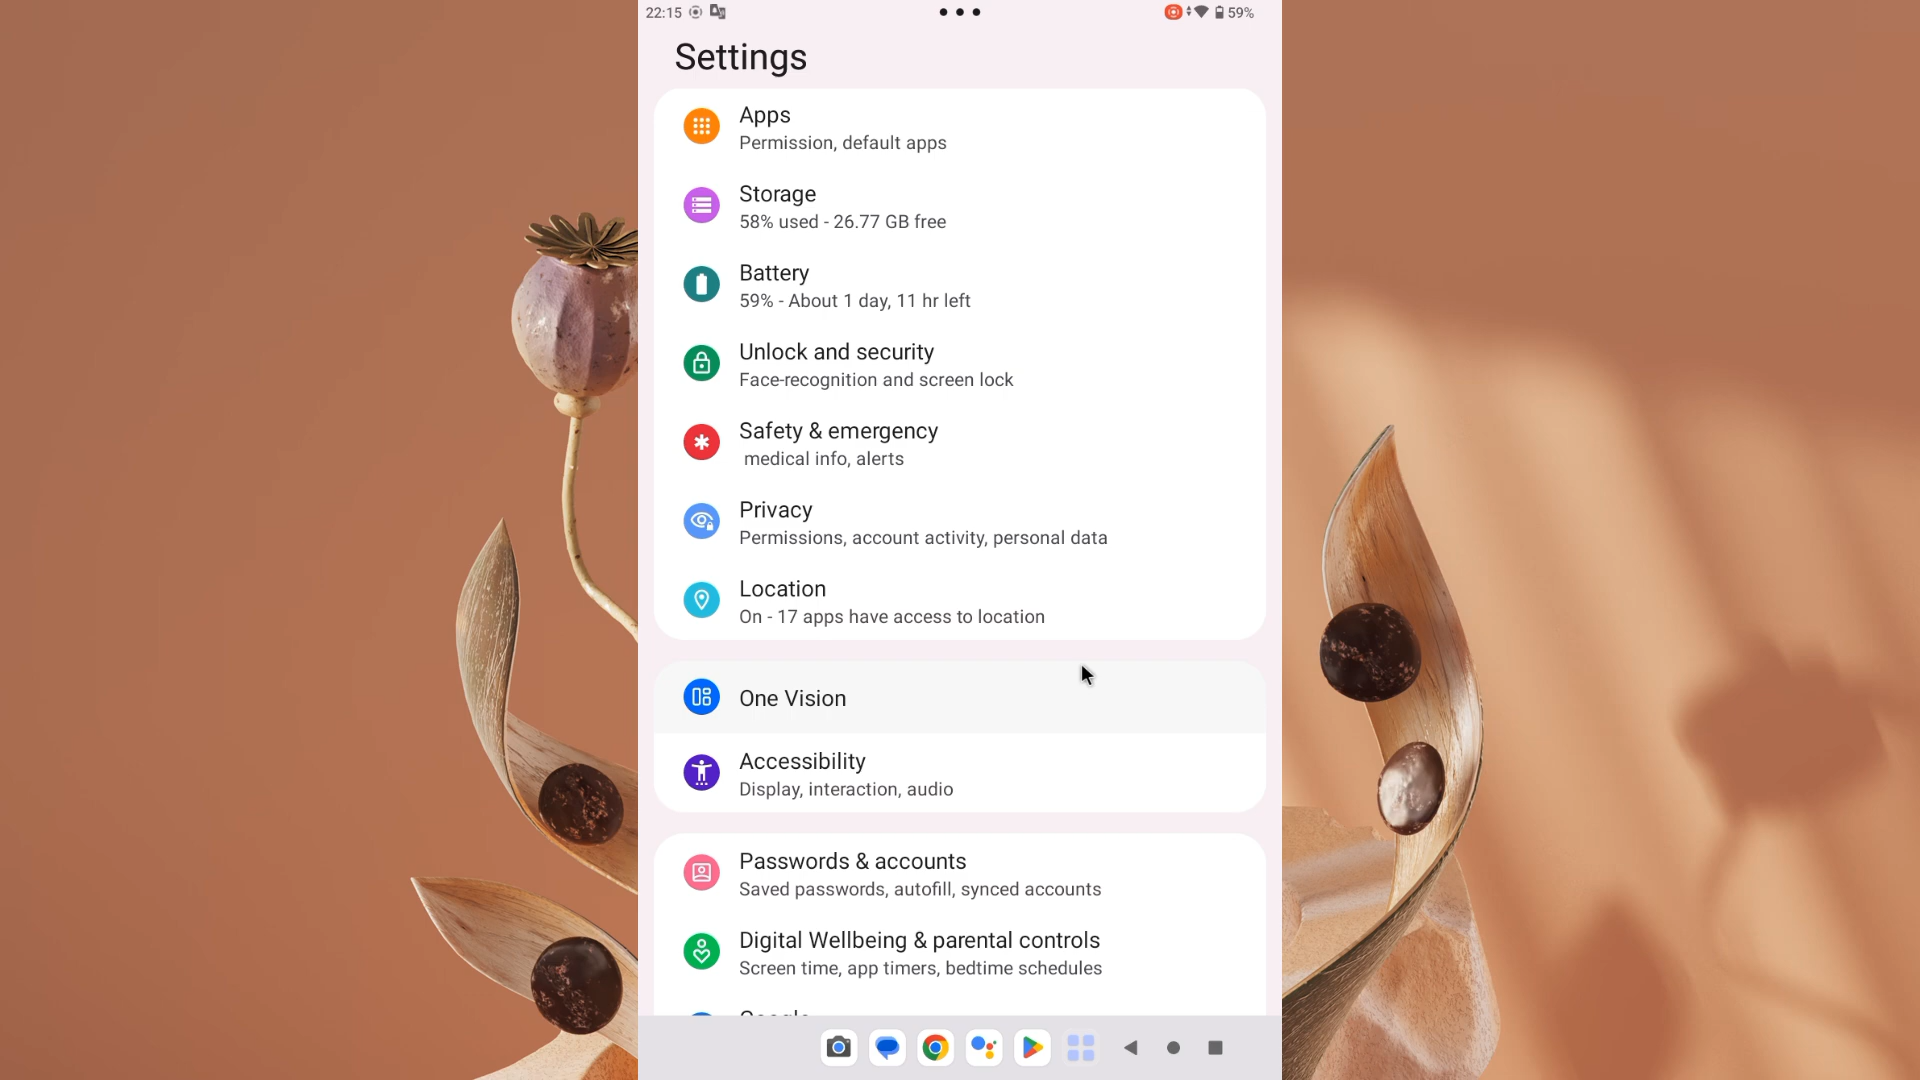 22:15 59%
Settings
Apps
Permission, default apps
Storage
58% used - 26.77 GB free
Battery
59% - About 1 day, 11 hr left
Unlock and security
Face-recognition and screen lock
Safety & emergency
medical info, alerts
Privacy
Permissions, account activity, personal data
Location
On - 17 apps have access to location
One Vision
Accessibility
Display, interaction, audio
Passwords & accounts
Saved passwords, autofill, synced accounts
Digital Wellbeing & parental controls
Screen time, app timers, bedtime schedules